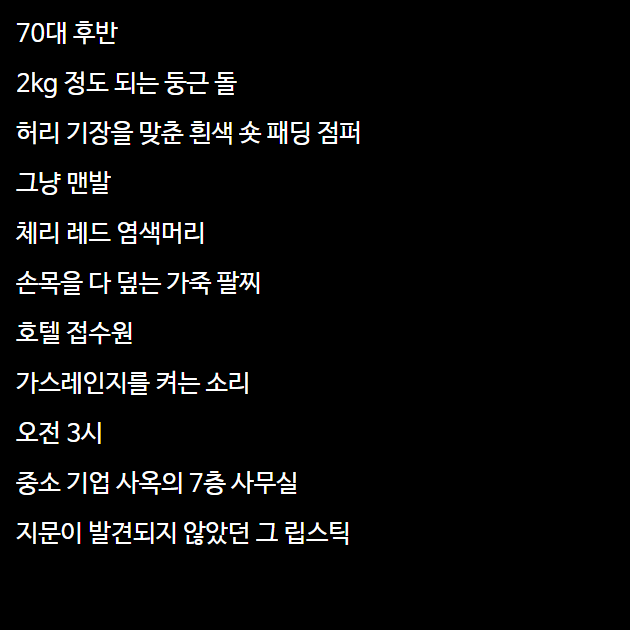 70대 후반
2kg 정도 되는 둥근 돌
허리 기장을 맞춘 흰색 숏 패딩 점퍼
그냥 맨발
체리 레드 염색머리
손목을 다 덮는 가죽 팔찌
호텔 접수원
가스레인지를 켜는 소리
오전 3시
중소 기업 사옥의 7층 사무실
지문이 발견되지 않았던 그 립스틱